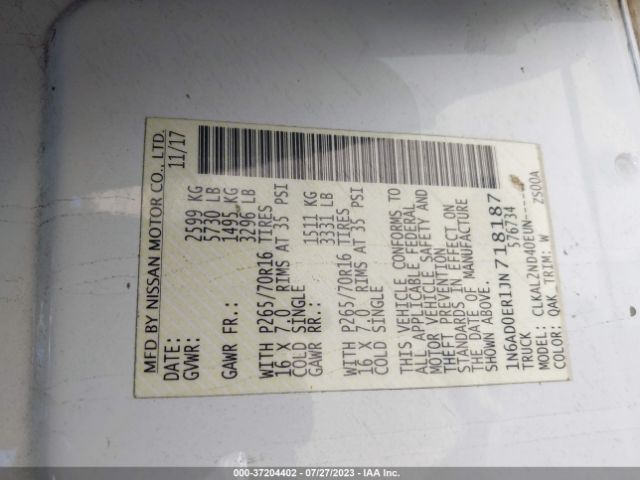 MFD BY NISSAN MOTOR CO., LTD.
DATE: 11/17
GVWR: 2599 KG
5730 LB
GAWR FR.: 1495 KG
3296 LB
WITH P265/70R16 TIRES
16 X 7.0 RIMS AT 35 PSI
COLD SINGLE
GAWR RR.: 1511 KG
3331 LB
WITH P265/70R16 TIRES
16 X 7.0 RIMS AT 35 PSI
COLD SINGLE
THIS VEHICLE CONFORMS TO
ALL APPLICABLE FEDERAL
MOTOR VEHICLE SAFETY AND
THEFT PREVENTION
STANDARDS IN EFFECT ON
THE DATE OF MANUFACTURE
SHOWN ABOVE.
1N6AD0ER1JN718187
TRUCK 576734
MODEL: CLKALZND40EUN-----
COLOR: QAK TRIM: W ZS00A
COPART: 37204402 / 07/27/2023 - IAA Inc.